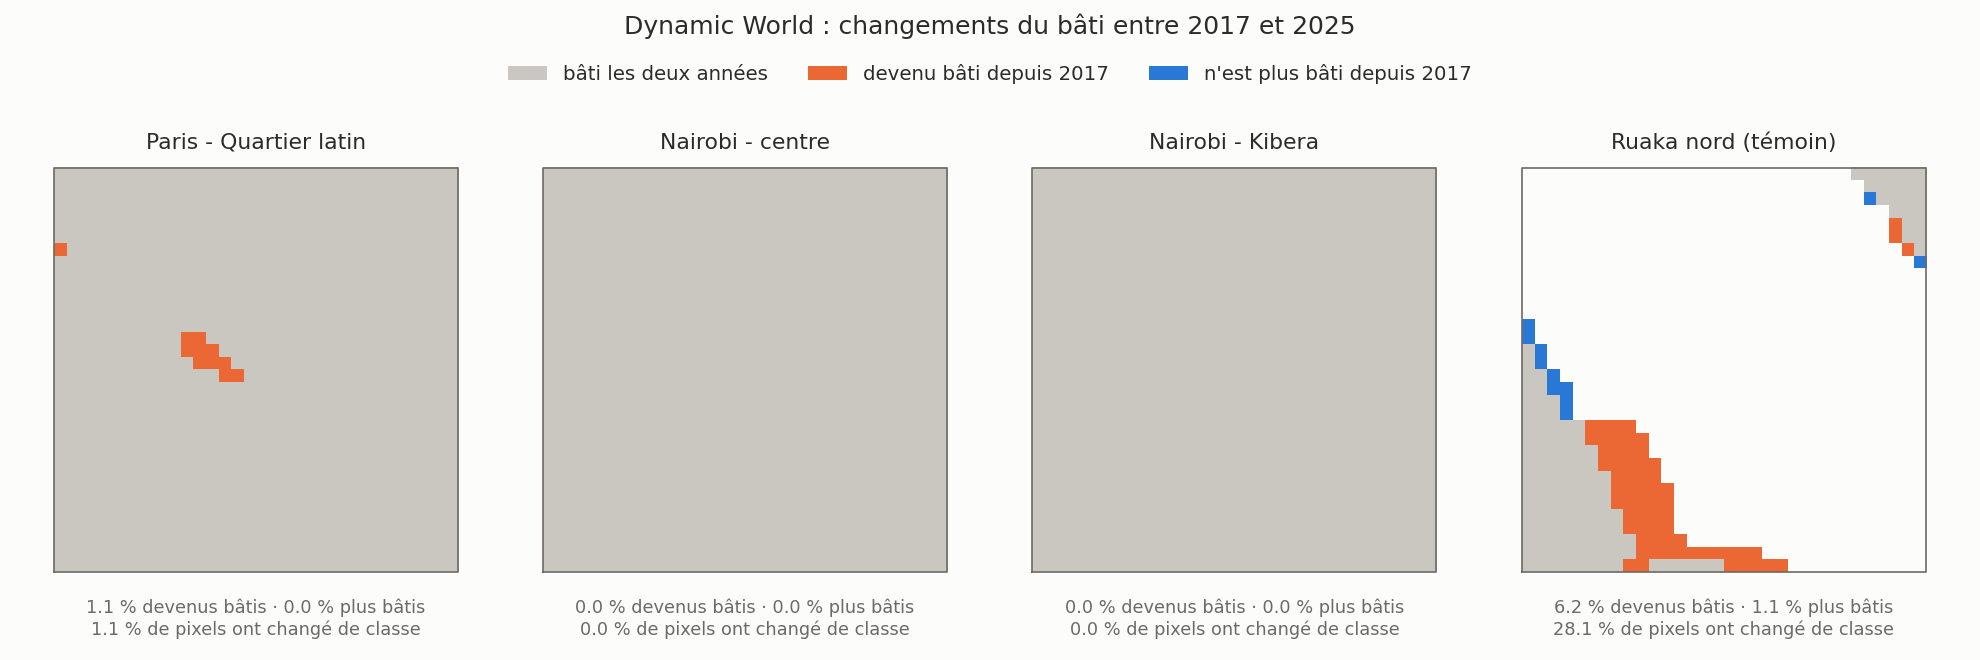 Dynamic World : changements du bâti entre 2017 et 2025
bâti les deux années
devenu bâti depuis 2017
n'est plus bâti depuis 2017
Paris - Quartier latin
Nairobi - centre
Nairobi - Kibera
Ruaka nord (témoin)
1.1 % devenus bâtis · 0.0 % plus bâtis
1.1 % de pixels ont changé de classe
0.0 % devenus bâtis · 0.0 % plus bâtis
0.0 % de pixels ont changé de classe
0.0 % devenus bâtis · 0.0 % plus bâtis
0.0 % de pixels ont changé de classe
6.2 % devenus bâtis · 1.1 % plus bâtis
28.1 % de pixels ont changé de classe